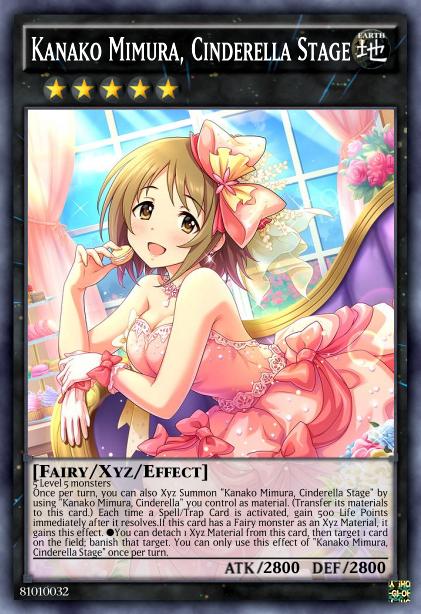 Kanako Mimura, Cinderella Stage
EARTH
地
[Fairy/Xyz/Effect]
5 Level 5 monsters
Once per turn, you can also Xyz Summon "Kanako Mimura, Cinderella Stage" by
using "Kanako Mimura, Cinderella" you control as material. (Transfer its materials
to this card.) Each time a Spell/Trap Card is activated, gain 500 Life Points
immediately after it resolves.If this card has a Fairy monster as an Xyz Material, it
gains this effect. ●You can detach 1 Xyz Material from this card, then target 1 card
on the field; banish that target. You can only use this effect of "Kanako Mimura,
Cinderella Stage" once per turn.
ATK/2800 DEF/2800
81010032